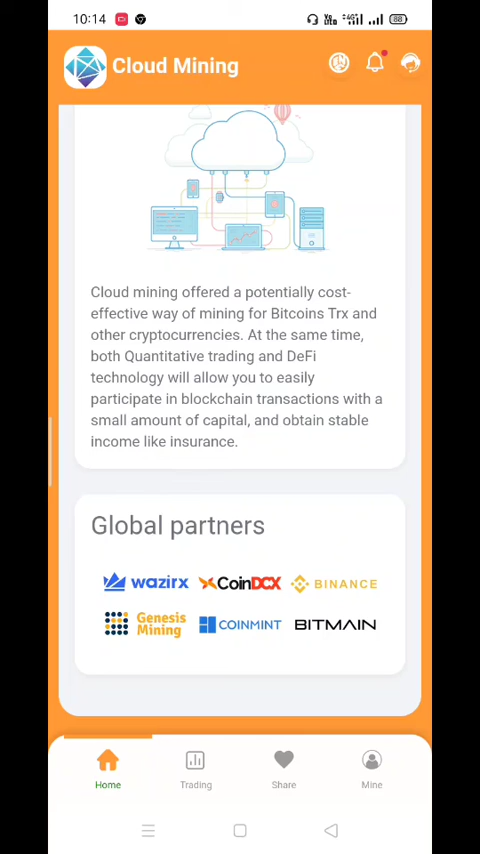 10:14
88
Cloud Mining
Cloud mining offered a potentially cost-
effective way of mining for Bitcoins Trx and
other cryptocurrencies. At the same time,
both Quantitative trading and DeFi
technology will allow you to easily
participate in blockchain transactions with a
small amount of capital, and obtain stable
income like insurance.
Global partners
wazirx CoinDCX BINANCE
Genesis Mining COINMINT BITMAIN
Home Trading Share Mine